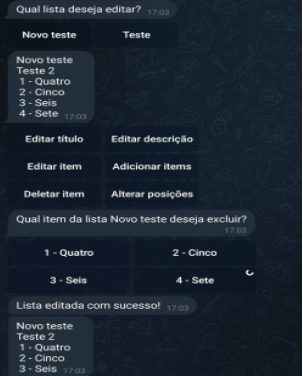 Qual lista deseja editar? 17:03
Novo teste Teste
Novo teste
Teste 2
1 - Quatro
2 - Cinco
3 - Seis
4 - Sete 17:03
Editar título Editar descrição
Editar item Adicionar items
Deletar item Alterar posições
Qual item da lista Novo teste deseja excluir?
17:03
1 - Quatro 2 - Cinco
3 - Seis 4 - Sete
Lista editada com sucesso! 17:03
Novo teste
Teste 2
1 - Quatro
2 - Cinco
3 - Seis 17:03